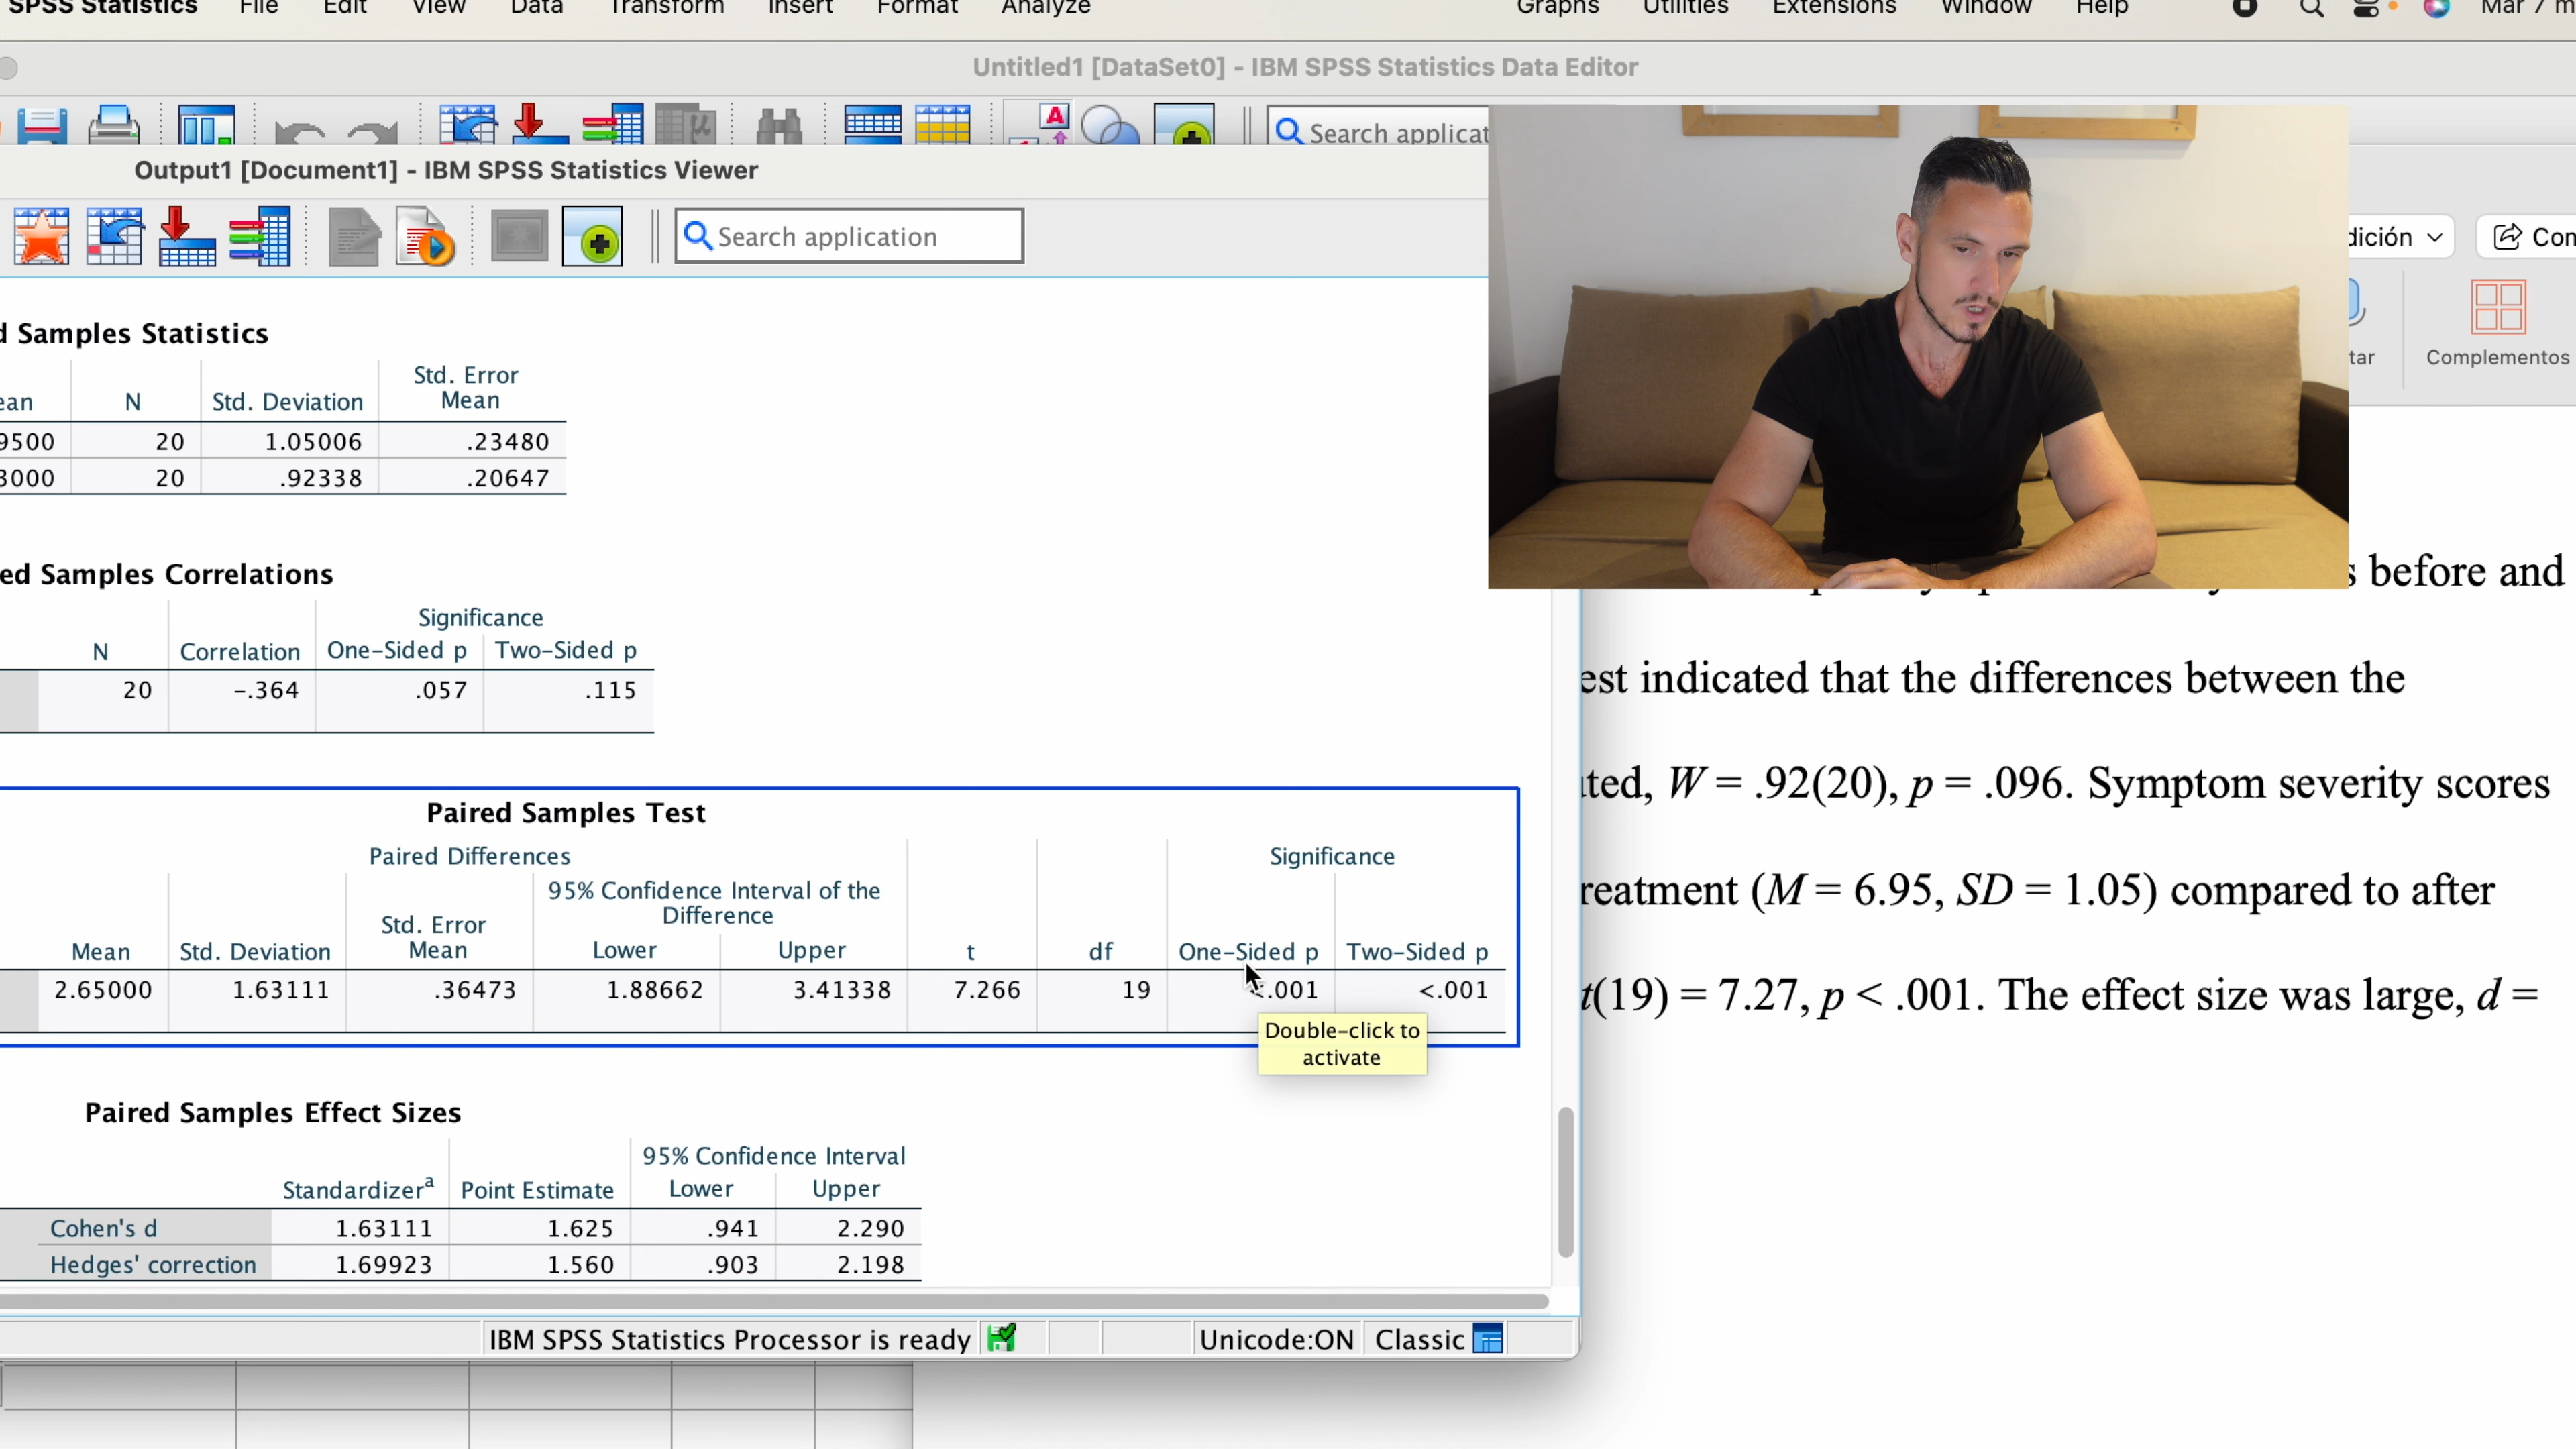 SPSS Statistics File Edit View Data Transform Insert Format Analyze Graphs Utilities Extensions Window Help Mar 7 m
Untitled1 [DataSet0] - IBM SPSS Statistics Data Editor
Search applicat
Output1 [Document1] - IBM SPSS Statistics Viewer
Search application
dición
Con
tar
Complementos
d Samples Statistics
ean N Std. Deviation Std. Error Mean
9500 20 1.05006 .23480
3000 20 .92338 .20647
ed Samples Correlations
Significance
N Correlation One-Sided p Two-Sided p
20 -.364 .057 .115
Paired Samples Test
Paired Differences Significance
95% Confidence Interval of the Difference
Mean Std. Deviation Std. Error Mean Lower Upper t df One-Sided p Two-Sided p
2.65000 1.63111 .36473 1.88662 3.41338 7.266 19 <.001 <.001
Double-click to
activate
Paired Samples Effect Sizes
95% Confidence Interval
Standardizerª Point Estimate Lower Upper
Cohen's d 1.63111 1.625 .941 2.290
Hedges' correction 1.69923 1.560 .903 2.198
IBM SPSS Statistics Processor is ready Unicode:ON Classic
s before and
est indicated that the differences between the
ted, W = .92(20), p = .096. Symptom severity scores
reatment (M = 6.95, SD = 1.05) compared to after
t(19) = 7.27, p < .001. The effect size was large, d =